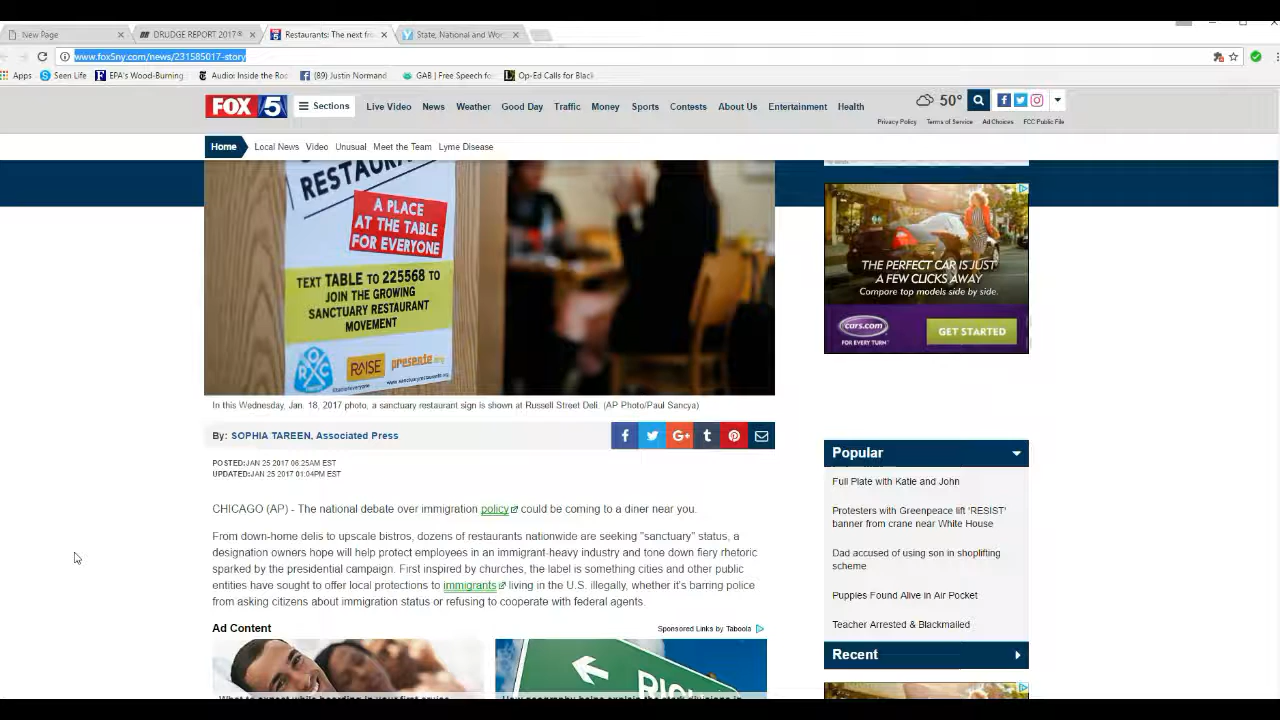 New Page
DRUDGE REPORT 2017®
Restaurants: The next fro
State, National and Wor
www.fox5ny.com/news/231585017-story
Apps
Seen Life
EPA's Wood-Burning
Audio: Inside the Ros
(89) Justin Normand
GAB | Free Speech fo
Op-Ed Calls for Blac
FOX 5
Sections
Live Video
News
Weather
Good Day
Traffic
Money
Sports
Contests
About Us
Entertainment
Health
50°
Privacy Policy
Terms of Service
Ad Choices
FCC Public File
Home
Local News
Video
Unusual
Meet the Team
Lyme Disease
A PLACE
AT THE TABLE
FOR EVERYONE
TEXT TABLE TO 225568 TO
JOIN THE GROWING
SANCTUARY RESTAURANT
MOVEMENT
ROC
RAISE
presente.org
www.sanctuaryrestaurants.org
In this Wednesday, Jan. 18, 2017 photo, a sanctuary restaurant sign is shown at Russell Street Deli. (AP Photo/Paul Sancya)
By: SOPHIA TAREEN, Associated Press
POSTED:JAN 25 2017 06:25AM EST
UPDATED:JAN 25 2017 01:04PM EST
CHICAGO (AP) - The national debate over immigration policy could be coming to a diner near you.
From down-home delis to upscale bistros, dozens of restaurants nationwide are seeking "sanctuary" status, a
designation owners hope will help protect employees in an immigrant-heavy industry and tone down fiery rhetoric
sparked by the presidential campaign. First inspired by churches, the label is something cities and other public
entities have sought to offer local protections to immigrants living in the U.S. illegally, whether it's barring police
from asking citizens about immigration status or refusing to cooperate with federal agents.
Ad Content
Sponsored Links by Taboola
THE PERFECT CAR IS JUST
A FEW CLICKS AWAY
Compare top models side by side.
cars.com
FOR EVERY TURN™
GET STARTED
Popular
Full Plate with Katie and John
Protesters with Greenpeace lift 'RESIST'
banner from crane near White House
Dad accused of using son in shoplifting
scheme
Puppies Found Alive in Air Pocket
Teacher Arrested & Blackmailed
Recent